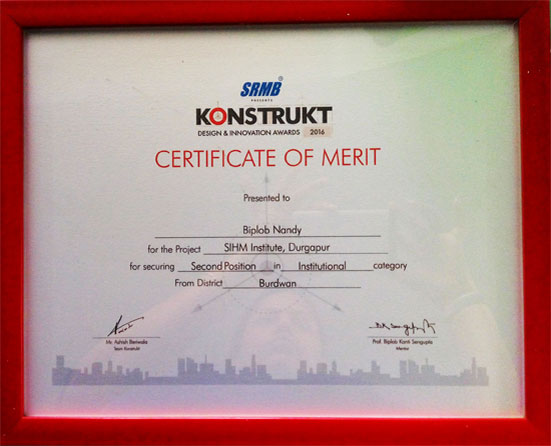 SRMB®
PRESENTS
KONSTRUKT
DESIGN & INNOVATION AWARDS 2016
CERTIFICATE OF MERIT
Presented to
Biplob Nandy
for the Project SIHM Institute, Durgapur
for securing Second Position in Institutional category
From District Burdwan
Mr. Ashish Beriwala
Team Konstrukt
Prof. Biplab Kanti Sengupta
Mentor